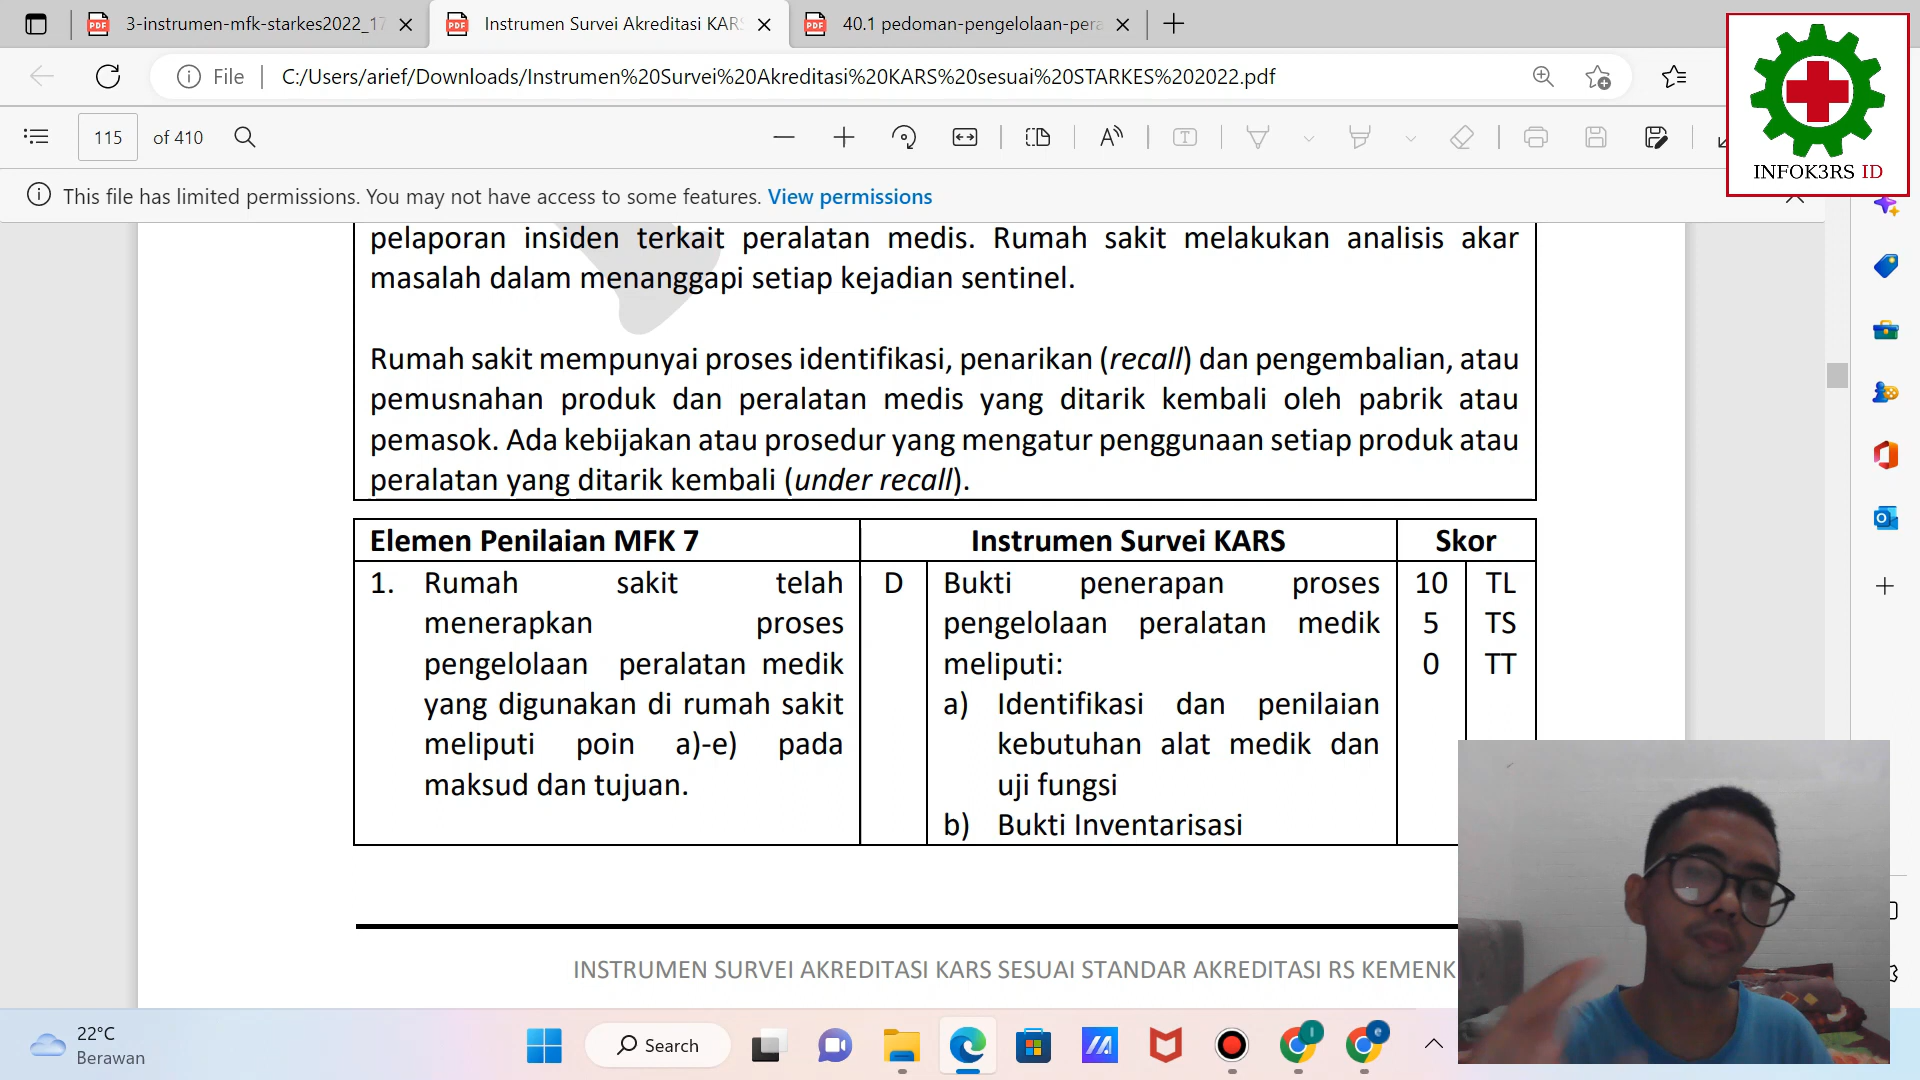 3-instrumen-mfk-starkes2022_17
Instrumen Survei Akreditasi KARS
40.1 pedoman-pengelolaan-pera
File
C:/Users/arief/Downloads/Instrumen%20Survei%20Akreditasi%20KARS%20sesuai%20STARKES%202022.pdf
INFOK3RS ID
115 of 410
This file has limited permissions. You may not have access to some features. View permissions
pelaporan insiden terkait peralatan medis. Rumah sakit melakukan analisis akar
masalah dalam menanggapi setiap kejadian sentinel.
Rumah sakit mempunyai proses identifikasi, penarikan (recall) dan pengembalian, atau
pemusnahan produk dan peralatan medis yang ditarik kembali oleh pabrik atau
pemasok. Ada kebijakan atau prosedur yang mengatur penggunaan setiap produk atau
peralatan yang ditarik kembali (under recall).
Elemen Penilaian MFK 7
Instrumen Survei KARS
Skor
1. Rumah sakit telah
menerapkan proses
pengelolaan peralatan medik
yang digunakan di rumah sakit
meliputi poin a)-e) pada
maksud dan tujuan.
D
Bukti penerapan proses
pengelolaan peralatan medik
meliputi:
a) Identifikasi dan penilaian
kebutuhan alat medik dan
uji fungsi
b) Bukti Inventarisasi
10 TL
5 TS
0 TT
INSTRUMEN SURVEI AKREDITASI KARS SESUAI STANDAR AKREDITASI RS KEMENK
22°C
Berawan
Search